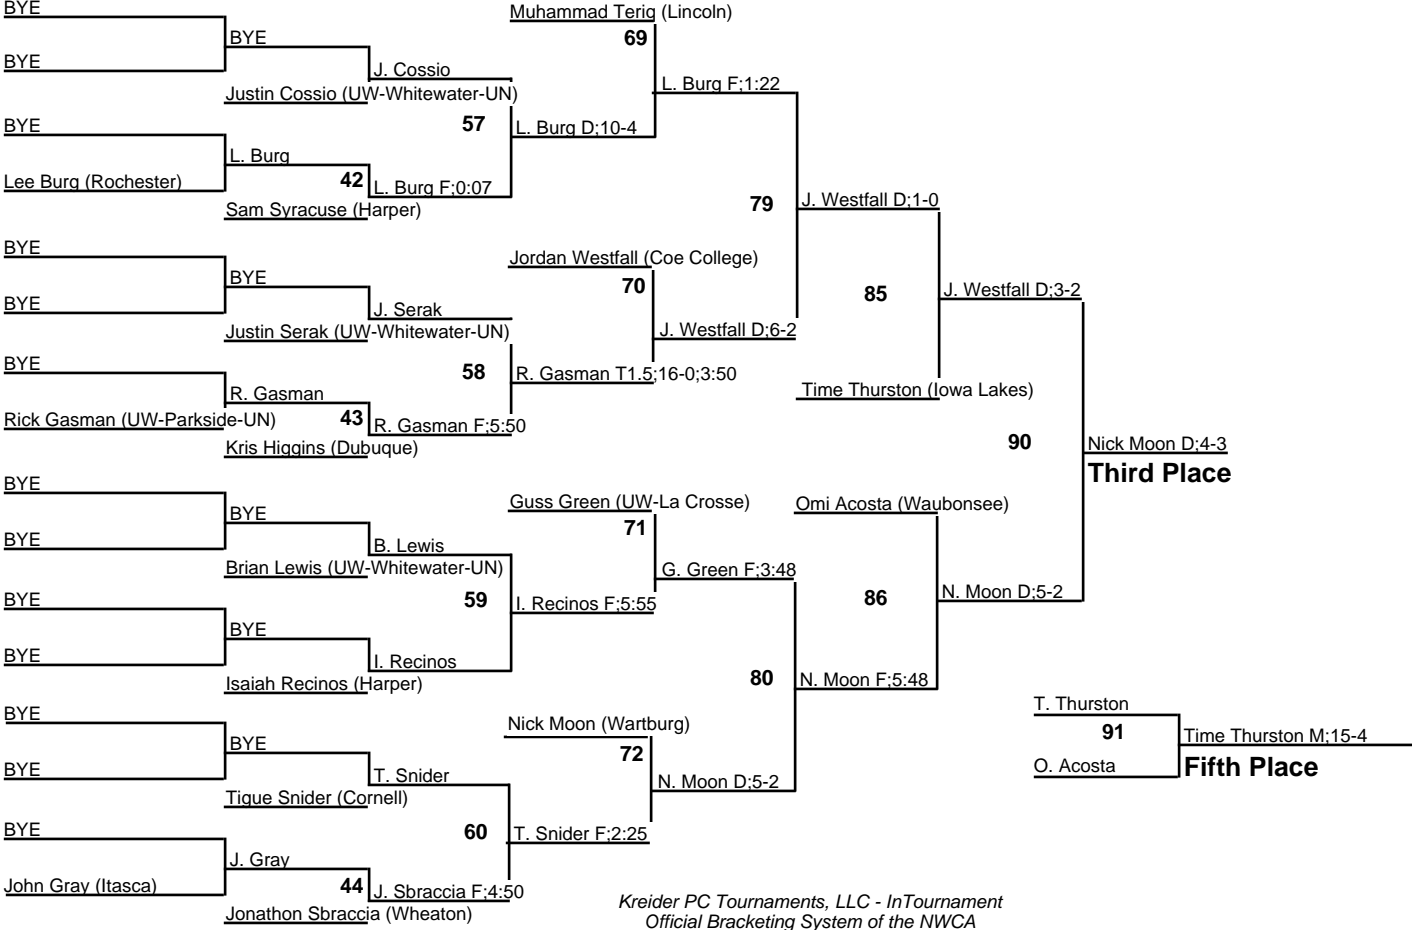 BYE
Muhammad Teriq (Lincoln)
BYE
69
BYE
J. Cossio
L. Burg F;1:22
Justin Cossio (UW-Whitewater-UN)
BYE
57
L. Burg D;10-4
L. Burg
Lee Burg (Rochester)
42
L. Burg F;0:07
J. Westfall D;1-0
79
Sam Syracuse (Harper)
BYE
Jordan Westfall (Coe College)
BYE
70
85
J. Westfall D;3-2
BYE
J. Serak
Justin Serak (UW-Whitewater-UN)
J. Westfall D;6-2
BYE
58
R. Gasman T1.5;16-0;3:50
R. Gasman
Time Thurston (Iowa Lakes)
Rick Gasman (UW-Parkside-UN)
43
R. Gasman F;5:50
Kris Higgins (Dubuque)
90
Nick Moon D;4-3
Third Place
BYE
Guss Green (UW-La Crosse)
Omi Acosta (Waubonsee)
BYE
71
BYE
B. Lewis
Brian Lewis (UW-Whitewater-UN)
G. Green F;3:48
BYE
59
I. Recinos F;5:55
86
N. Moon D;5-2
BYE
BYE
I. Recinos
Isaiah Recinos (Harper)
80
N. Moon F;5:48
BYE
Nick Moon (Wartburg)
T. Thurston
BYE
72
91
Time Thurston M;15-4
BYE
T. Snider
N. Moon D;5-2
O. Acosta
Fifth Place
Tigue Snider (Cornell)
BYE
60
T. Snider F;2:25
J. Gray
John Gray (Itasca)
44
J. Sbraccia F;4:50
Jonathon Sbraccia (Wheaton)
Kreider PC Tournaments, LLC - InTournament
Official Bracketing System of the NWCA